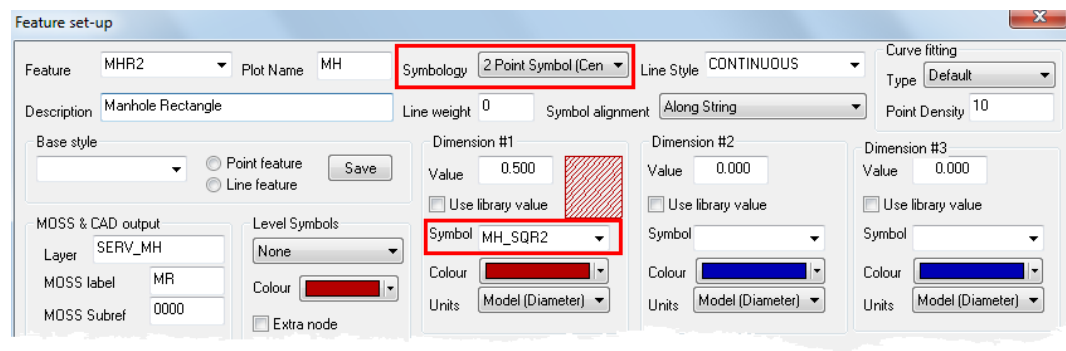 Feature set-up
Curve fitting
Feature MHR2 Plot Name MH Symbology 2 Point Symbol (Cen Line Style CONTINUOUS Type Default
Description Manhole Rectangle Line weight 0 Symbol alignment Along String Point Density 10
Base style
Point feature
Line feature
Save
Dimension #1
Value 0.500
Use library value
Symbol MH_SQR2
Colour
Units Model (Diameter)
Dimension #2
Value 0.000
Use library value
Symbol
Colour
Units Model (Diameter)
Dimension #3
Value 0.000
Use library value
Symbol
Colour
Units Model (Diameter)
MOSS & CAD output
Layer SERV_MH
MOSS label MR
MOSS Subref 0000
Level Symbols
None
Colour
Extra node